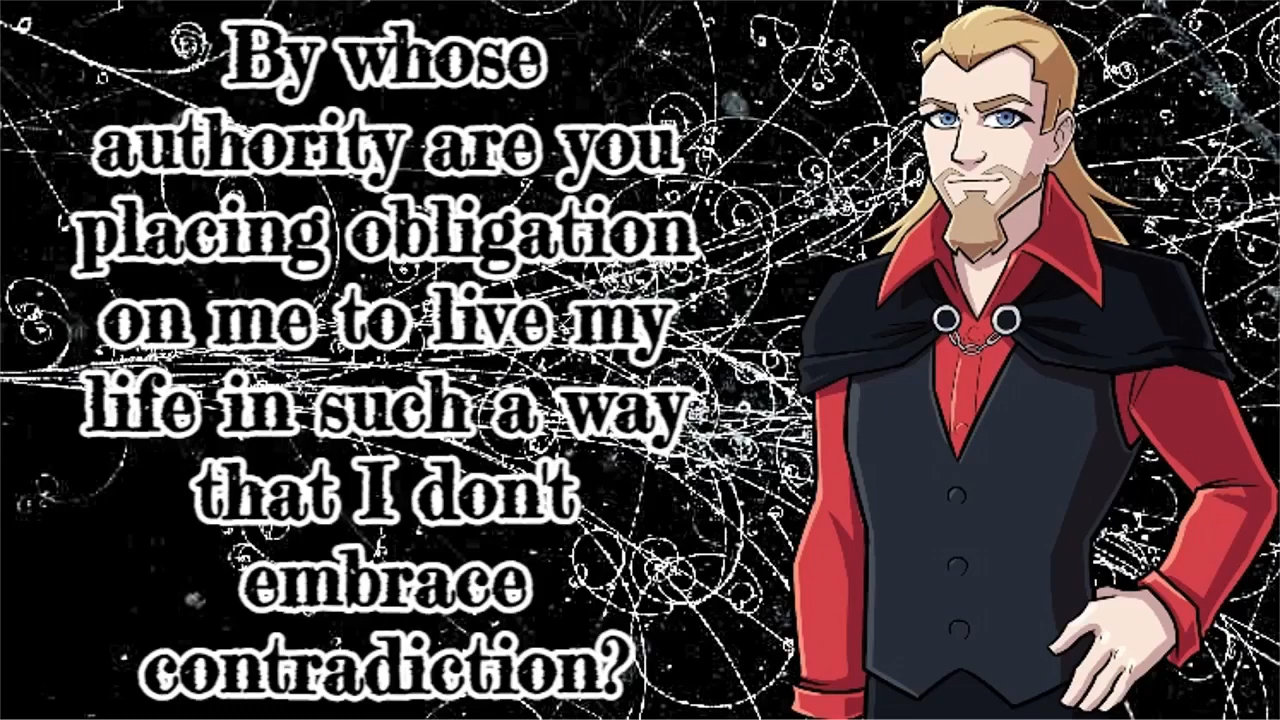 By whose
authority are you
placing obligation
on me to live my
life in such a way
that I don't
embrace
contradiction?